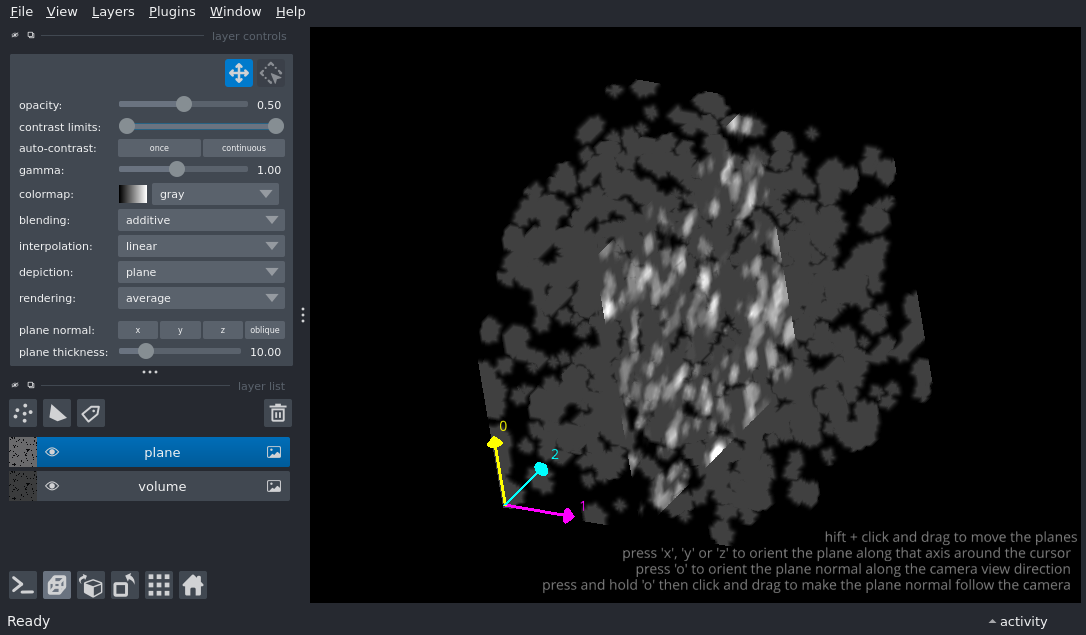 File View Layers Plugins Window Help
layer controls
opacity: 0.50
contrast limits:
auto-contrast: once continuous
gamma: 1.00
colormap: gray
blending: additive
interpolation: linear
depiction: plane
rendering: average
plane normal: x y z oblique
plane thickness: 10.00
layer list
plane
volume
0
2
1
hift + click and drag to move the planes
press 'x', 'y' or 'z' to orient the plane along that axis around the cursor
press 'o' to orient the plane normal along the camera view direction
press and hold 'o' then click and drag to make the plane normal follow the camera
Ready
activity